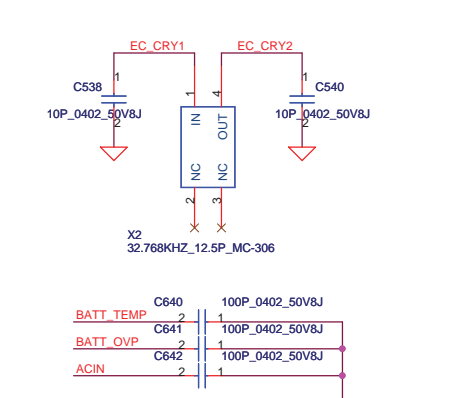 EC_CRY1 EC_CRY2
C538 1 1 C540
1 4
10P_0402_50V8J 10P_0402_50V8J
2 IN OUT 2
NC NC
2 3
X2
32.768KHZ_12.5P_MC-306
C640 100P_0402_50V8J
BATT_TEMP 2 1
C641 100P_0402_50V8J
BATT_OVP 2 1
C642 100P_0402_50V8J
ACIN 2 1